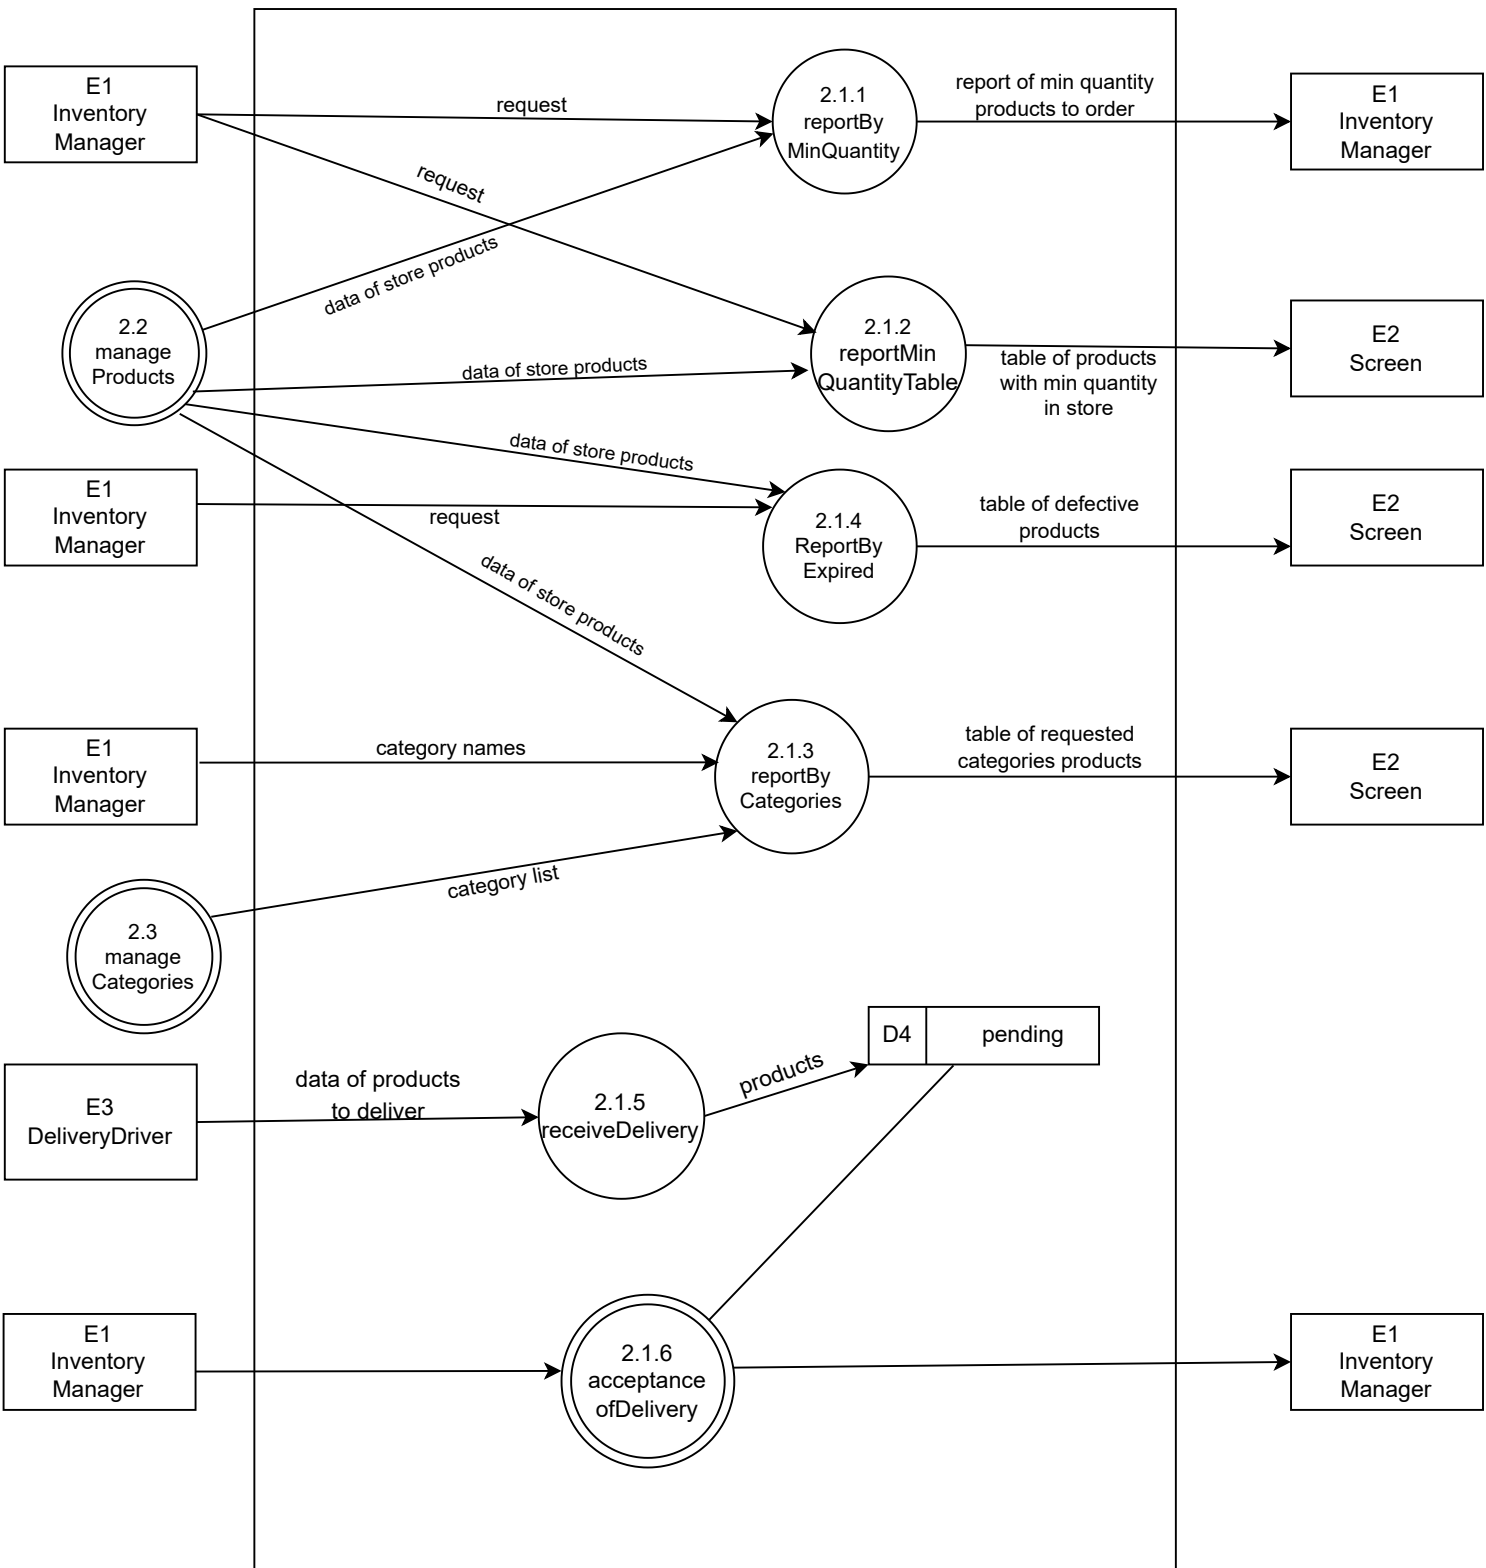 E1
Inventory
Manager
request
2.1.1
reportBy
MinQuantity
report of min quantity
products to order
E1
Inventory
Manager
request
data of store products
2.2
manage
Products
data of store products
2.1.2
reportMin
QuantityTable
table of products
with min quantity
in store
E2
Screen
data of store products
E1
Inventory
Manager
request
2.1.4
ReportBy
Expired
table of defective
products
E2
Screen
data of store products
E1
Inventory
Manager
category names
2.1.3
reportBy
Categories
table of requested
categories products
E2
Screen
category list
2.3
manage
Categories
D4
pending
E3
DeliveryDriver
data of products
to deliver
2.1.5
receiveDelivery
products
E1
Inventory
Manager
2.1.6
acceptance
ofDelivery
E1
Inventory
Manager